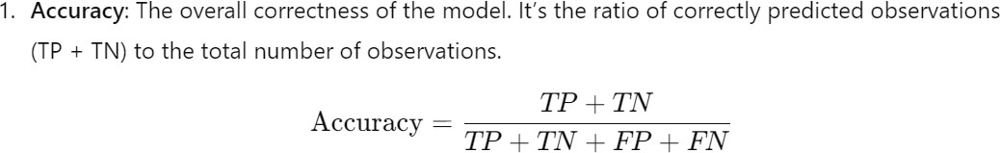 1. Accuracy: The overall correctness of the model. It’s the ratio of correctly predicted observations
(TP + TN) to the total number of observations.
Accuracy = \frac{TP + TN}{TP + TN + FP + FN}